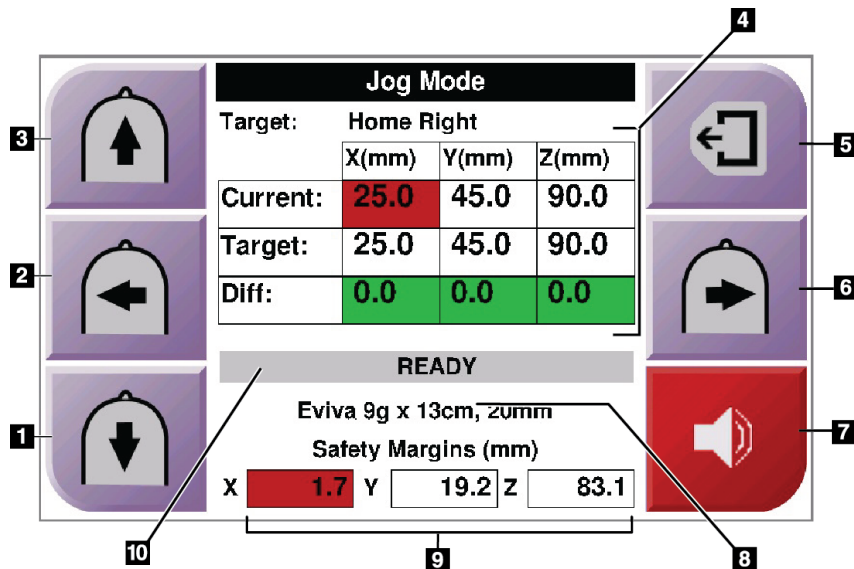 4
Jog Mode
3
Target: Home Right
5
X(mm) Y(mm) Z(mm)
Current: 25.0 45.0 90.0
Target: 25.0 45.0 90.0
2
Diff: 0.0 0.0 0.0
6
READY
Eviva 9g x 13cm, 20mm
1
7
Safety Margins (mm)
X 1.7 Y 19.2 Z 83.1
10
9
8